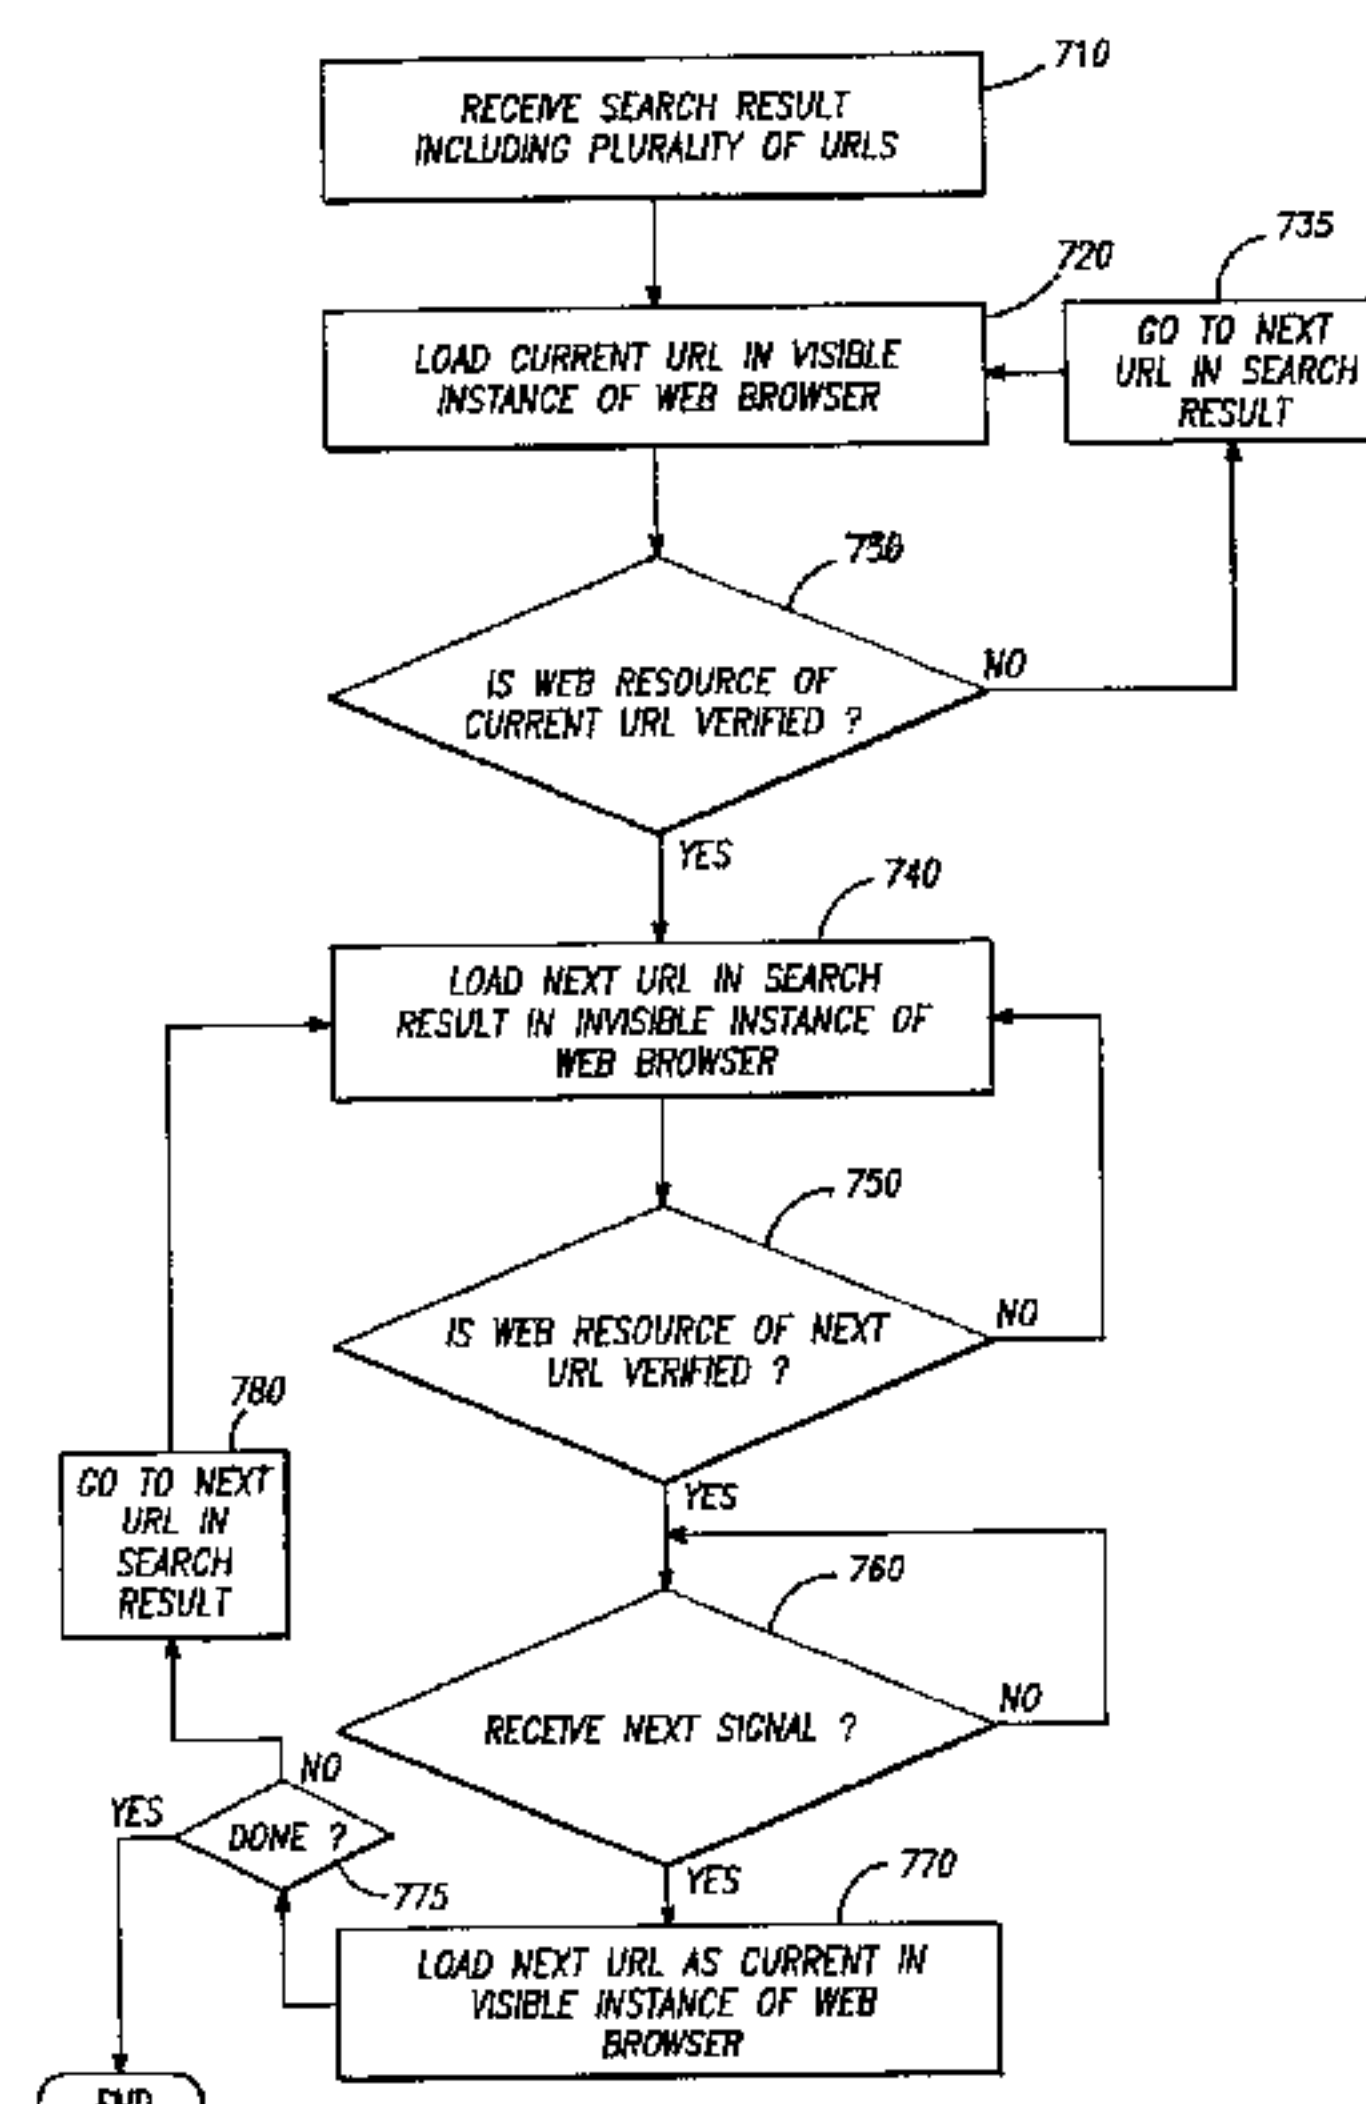 710
RECEIVE SEARCH RESULT
INCLUDING PLURALITY OF URLS
735
720
GO TO NEXT
URL IN SEARCH
RESULT
LOAD CURRENT URL IN VISIBLE
INSTANCE OF WEB BROWSER
IS WEB RESOURCE OF
CURRENT URL VERIFIED ?
NO
YES
740
LOAD NEXT URL IN SEARCH
RESULT IN INVISIBLE INSTANCE OF
WEB BROWSER
750
IS WEB RESOURCE OF NEXT
URL VERIFIED ?
NO
780
GO TO NEXT
URL IN
SEARCH
RESULT
YES
760
RECEIVE NEXT SIGNAL ?
NO
NO
YES
DONE ?
775
YES
770
LOAD NEXT URL AS CURRENT IN
VISIBLE INSTANCE OF WEB
BROWSER
END